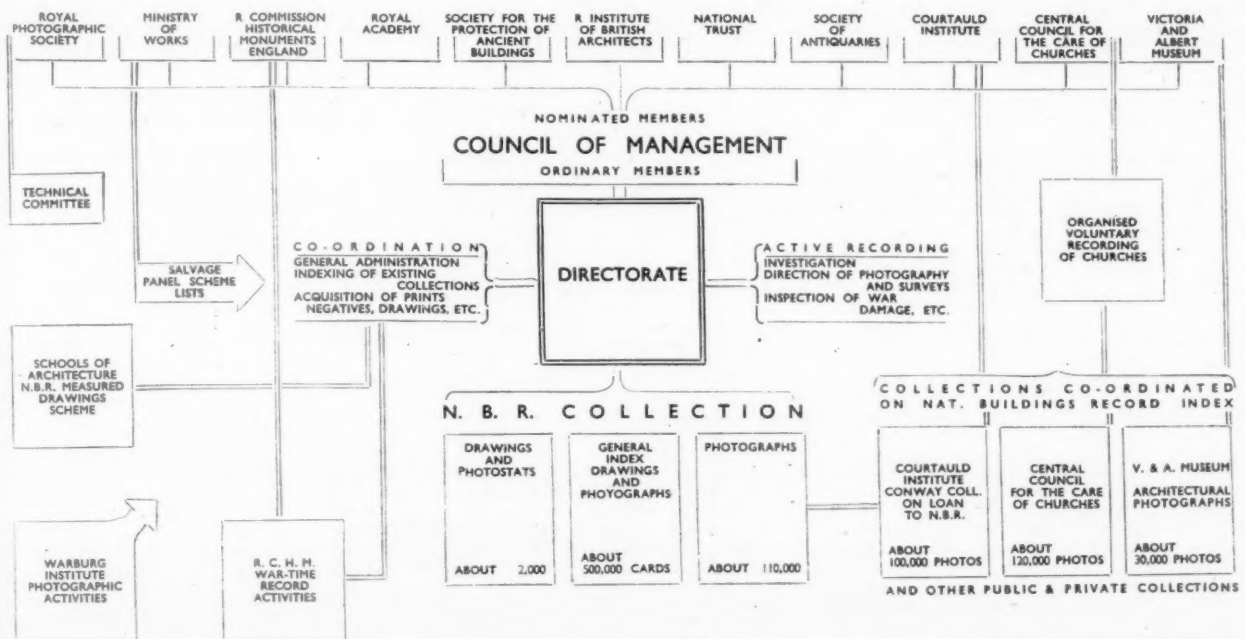 ROYAL
PHOTOGRAPHIC
SOCIETY
MINISTRY
OF
WORKS
R COMMISSION
HISTORICAL
MONUMENTS
ENGLAND
ROYAL
ACADEMY
SOCIETY FOR THE
PROTECTION OF
ANCIENT
BUILDINGS
R INSTITUTE
OF BRITISH
ARCHITECTS
NATIONAL
TRUST
SOCIETY
OF
ANTIQUARIES
COURTAULD
INSTITUTE
CENTRAL
COUNCIL FOR
THE CARE OF
CHURCHES
VICTORIA
AND
ALBERT
MUSEUM
NOMINATED MEMBERS
COUNCIL OF MANAGEMENT
ORDINARY MEMBERS
TECHNICAL
COMMITTEE
SALVAGE
PANEL SCHEME
LISTS
CO-ORDINATION
GENERAL ADMINISTRATION
INDEXING OF EXISTING
COLLECTIONS
ACQUISITION OF PRINTS
NEGATIVES, DRAWINGS, ETC.
DIRECTORATE
ACTIVE RECORDING
INVESTIGATION
DIRECTION OF PHOTOGRAPHY
AND SURVEYS
INSPECTION OF WAR
DAMAGE, ETC.
ORGANISED
VOLUNTARY
RECORDING
OF CHURCHES
SCHOOLS OF
ARCHITECTURE
N.B.R. MEASURED
DRAWINGS
SCHEME
N. B. R. COLLECTION
DRAWINGS
AND
PHOTOSTATS
ABOUT 2,000
GENERAL
INDEX
DRAWINGS
AND
PHOYOGRAPHS
ABOUT
500,000 CARDS
PHOTOGRAPHS
ABOUT 110,000
COLLECTIONS CO-ORDINATED
ON NAT. BUILDINGS RECORD INDEX
COURTAULD
INSTITUTE
CONWAY COLL.
ON LOAN
TO N.B.R.
ABOUT
100,000 PHOTOS
CENTRAL
COUNCIL
FOR THE CARE
OF CHURCHES
ABOUT
120,000 PHOTOS
V. & A. MUSEUM
ARCHITECTURAL
PHOTOGRAPHS
ABOUT
30,000 PHOTOS
AND OTHER PUBLIC & PRIVATE COLLECTIONS
WARBURG
INSTITUTE
PHOTOGRAPHIC
ACTIVITIES
R. C. H. M.
WAR-TIME
RECORD
ACTIVITIES